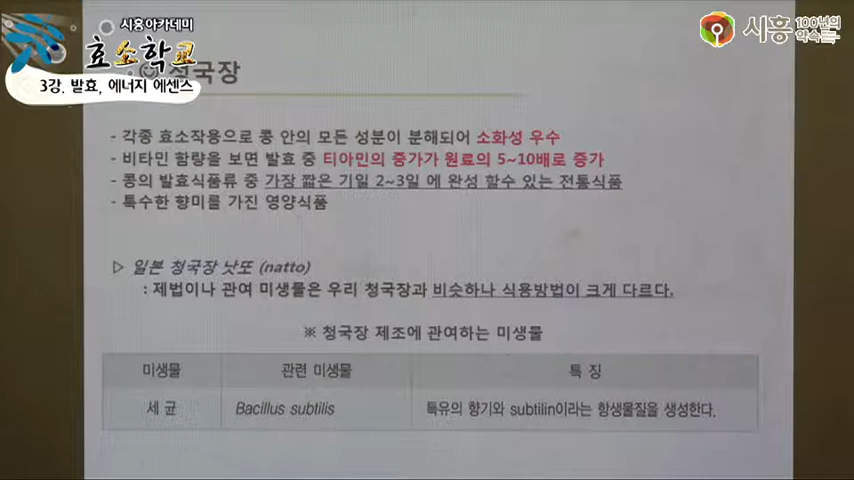 시흥아카데미
효소학교
3강. 발효, 에너지 에센스
시흥 100년의
약속
청국장
- 각종 효소작용으로 콩 안의 모든 성분이 분해되어 소화성 우수
- 비타민 함량을 보면 발효 중 티아민의 증가가 원료의 5~10배로 증가
- 콩의 발효식품류 중 가장 짧은 기일 2~3일 에 완성 할수 있는 전통식품
- 특수한 향미를 가진 영양식품
▷ 일본 청국장 낫또 (natto)
: 제법이나 관여 미생물은 우리 청국장과 비슷하나 식용방법이 크게 다르다.
※ 청국장 제조에 관여하는 미생물
미생물 관련 미생물 특 징
세 균 Bacillus subtilis 특유의 향기와 subtilin이라는 항생물질을 생성한다.